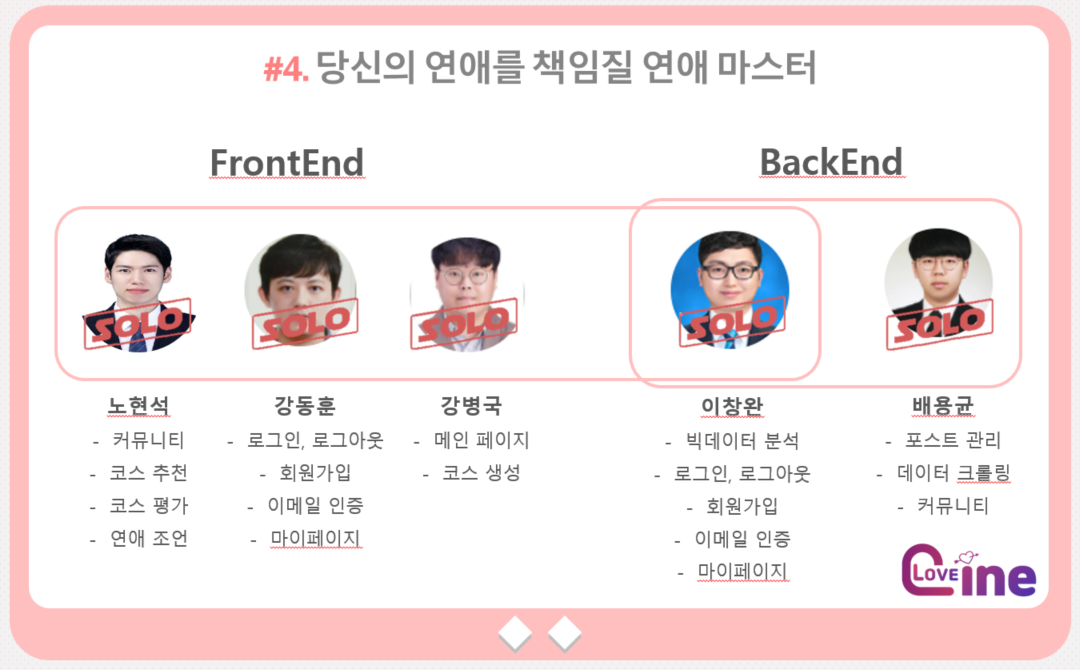 #4. 당신의 연애를 책임질 연애 마스터
FrontEnd
BackEnd
SOLO
SOLO
SOLO
SOLO
SOLO
노현석
- 커뮤니티
- 코스 추천
- 코스 평가
- 연애 조언
강동훈
- 로그인, 로그아웃
- 회원가입
- 이메일 인증
- 마이페이지
강병국
- 메인 페이지
- 코스 생성
이창완
- 빅데이터 분석
- 로그인, 로그아웃
- 회원가입
- 이메일 인증
- 마이페이지
배용균
- 포스트 관리
- 데이터 크롤링
- 커뮤니티
LOVE
ine